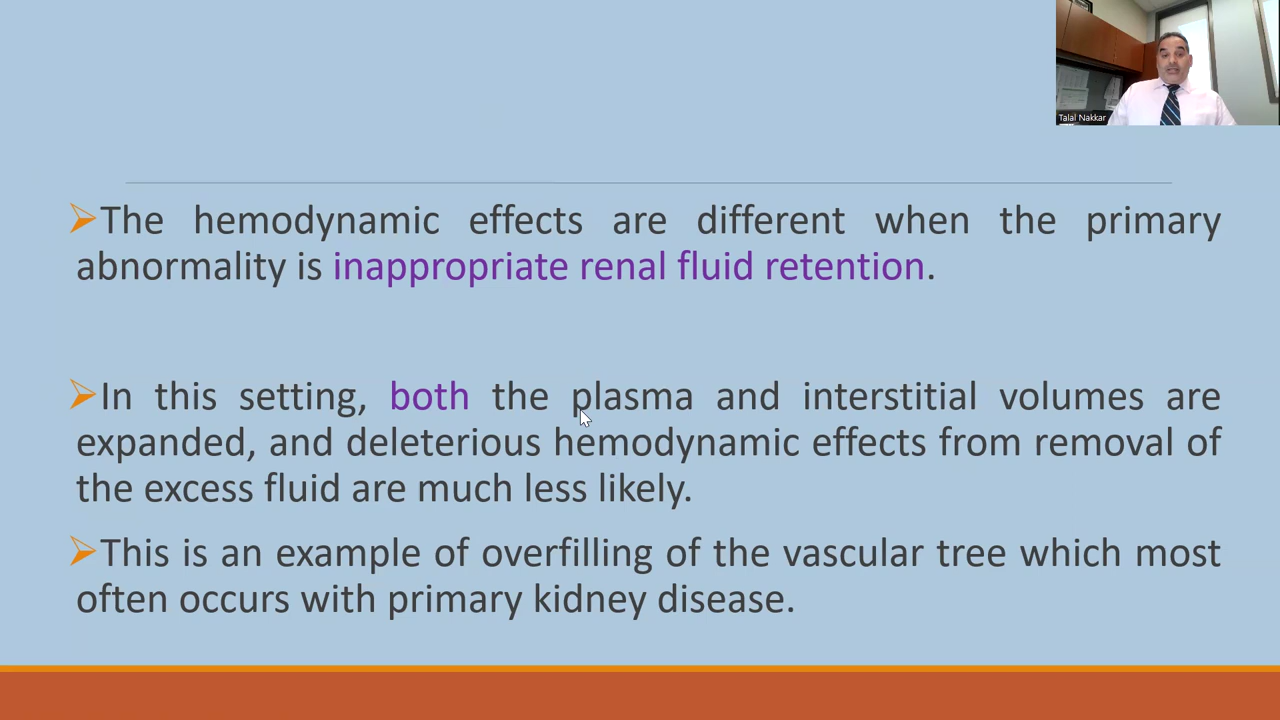 Talal Nakkar
➢The hemodynamic effects are different when the primary
abnormality is inappropriate renal fluid retention.
➢In this setting, both the plasma and interstitial volumes are
expanded, and deleterious hemodynamic effects from removal of
the excess fluid are much less likely.
➢This is an example of overfilling of the vascular tree which most
often occurs with primary kidney disease.